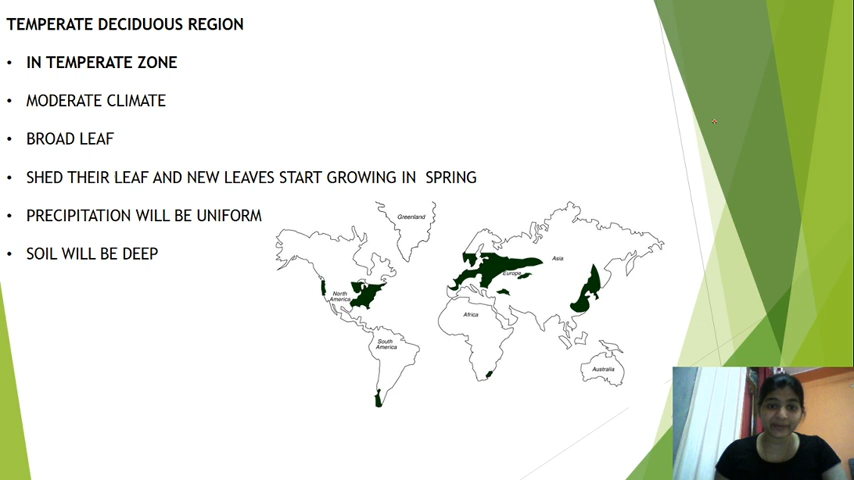 TEMPERATE DECIDUOUS REGION
• IN TEMPERATE ZONE
• MODERATE CLIMATE
• BROAD LEAF
• SHED THEIR LEAF AND NEW LEAVES START GROWING IN SPRING
• PRECIPITATION WILL BE UNIFORM
• SOIL WILL BE DEEP
Greenland
Asia
Europe
North
America
Africa
South
America
Australia